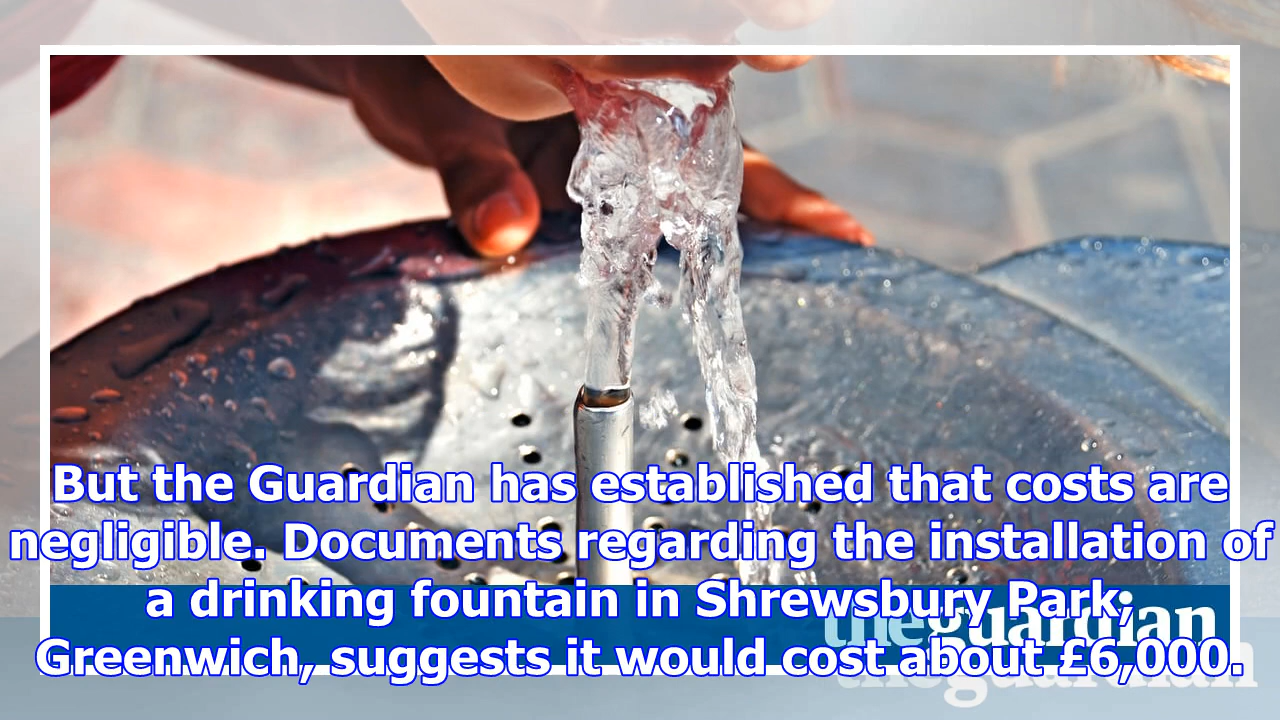 But the Guardian has established that costs are
negligible. Documents regarding the installation of
a drinking fountain in Shrewsbury Park,
Greenwich, suggests it would cost about £6,000.
theguardian
theguardian